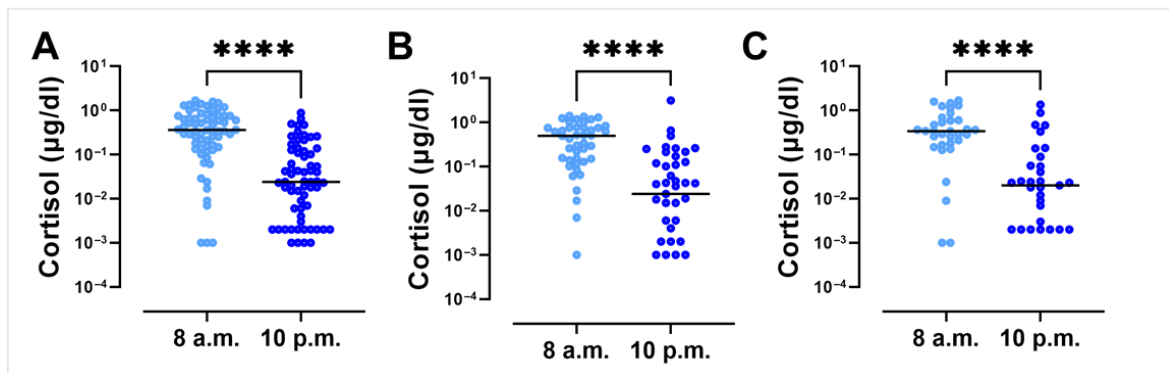 A
****
Cortisol (µg/dl)
10¹
10⁰
10⁻¹
10⁻²
10⁻³
10⁻⁴
8 a.m. 10 p.m.
B
****
Cortisol (µg/dl)
10¹
10⁰
10⁻¹
10⁻²
10⁻³
10⁻⁴
8 a.m. 10 p.m.
C
****
Cortisol (µg/dl)
10¹
10⁰
10⁻¹
10⁻²
10⁻³
10⁻⁴
8 a.m. 10 p.m.